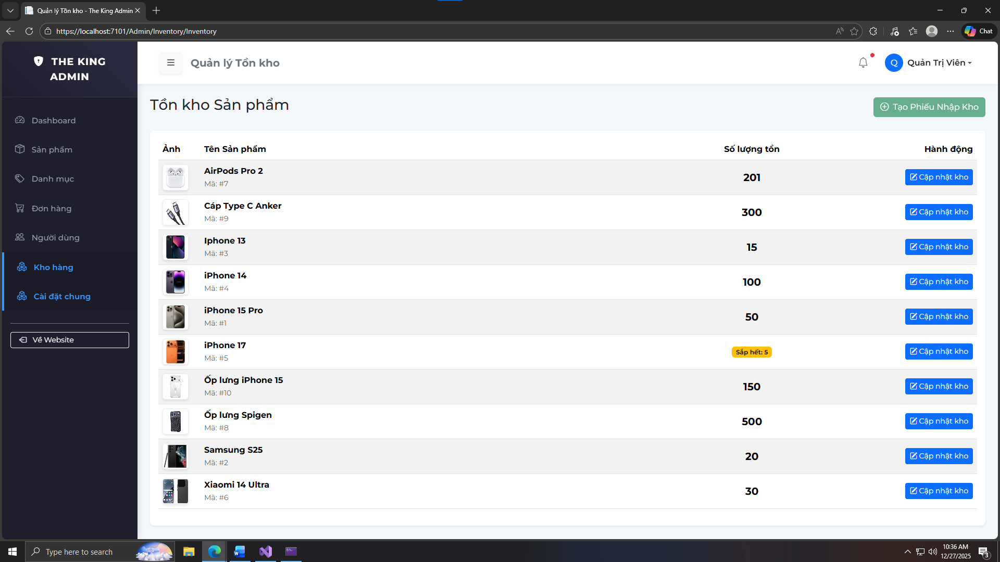 Quản lý Tồn kho - The King Admin
https://localhost:7101/Admin/Inventory/Inventory
Chat
THE KING
ADMIN
Dashboard
Sản phẩm
Danh mục
Đơn hàng
Người dùng
Kho hàng
Cài đặt chung
Về Website
Quản lý Tồn kho
Q Quản Trị Viên
Tồn kho Sản phẩm
Tạo Phiếu Nhập Kho
Ảnh Tên Sản phẩm Số lượng tồn Hành động
AirPods Pro 2
Mã: #7
201
Cập nhật kho
Cáp Type C Anker
Mã: #9
300
Cập nhật kho
Iphone 13
Mã: #3
15
Cập nhật kho
iPhone 14
Mã: #4
100
Cập nhật kho
iPhone 15 Pro
Mã: #1
50
Cập nhật kho
iPhone 17
Mã: #5
Sắp hết: 5
Cập nhật kho
Ốp lưng iPhone 15
Mã: #10
150
Cập nhật kho
Ốp lưng Spigen
Mã: #8
500
Cập nhật kho
Samsung S25
Mã: #2
20
Cập nhật kho
Xiaomi 14 Ultra
Mã: #6
30
Cập nhật kho
Type here to search
10:36 AM
12/27/2025
3